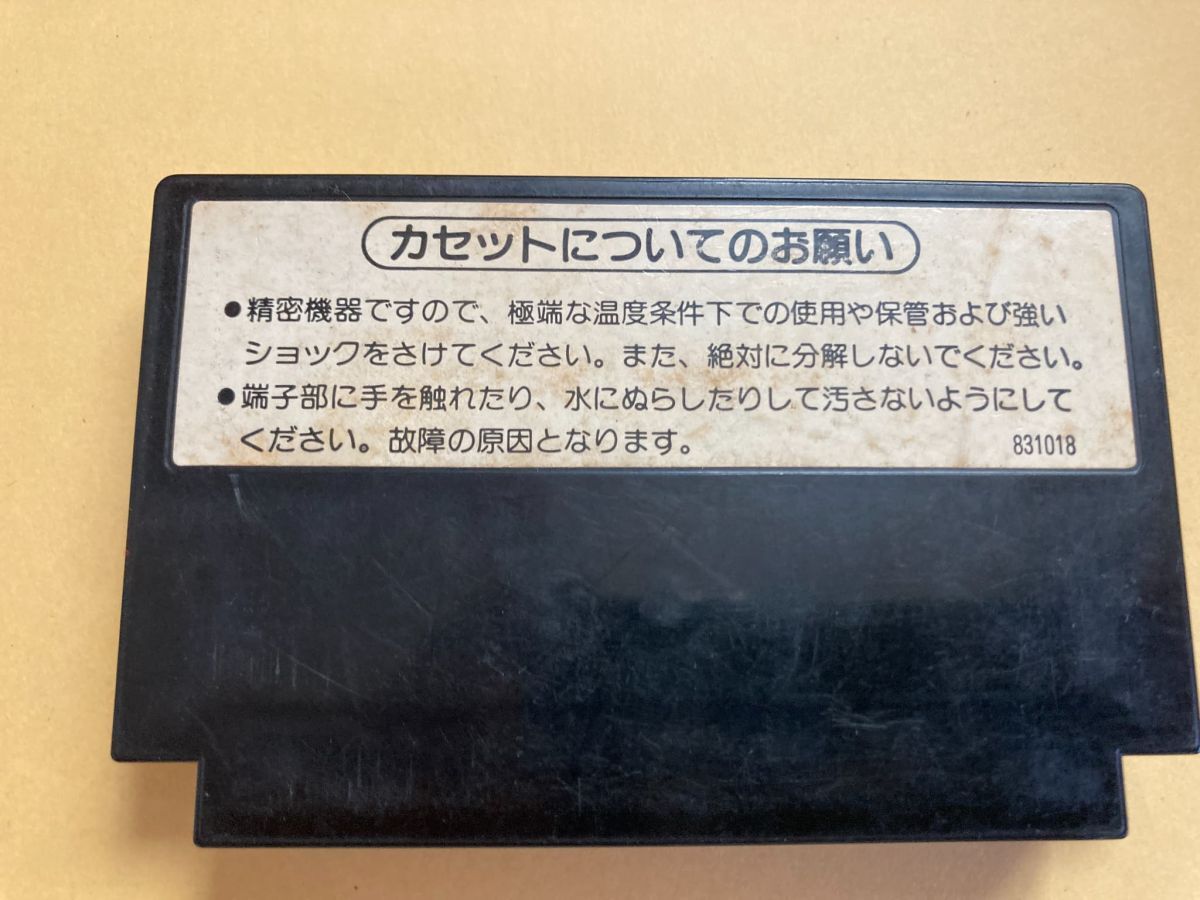 カセットについてのお願い
●精密機器ですので、極端な温度条件下での使用や保管および強い
ショックをさけてください。また、絶対に分解しないでください。
●端子部に手を触れたり、水にぬらしたりして汚さないようにして
ください。故障の原因となります。
831018